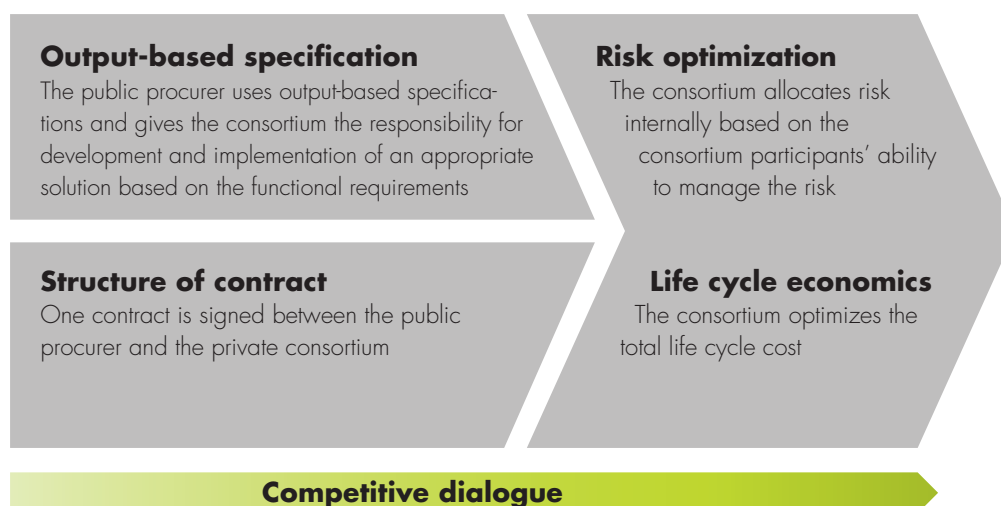 Output-based specification
The public procurer uses output-based specifica-
tions and gives the consortium the responsibility for
development and implementation of an appropriate
solution based on the functional requirements
Structure of contract
One contract is signed between the public
procurer and the private consortium
Risk optimization
The consortium allocates risk
internally based on the
consortium participants’ ability
to manage the risk
Life cycle economics
The consortium optimizes the
total life cycle cost
Competitive dialogue